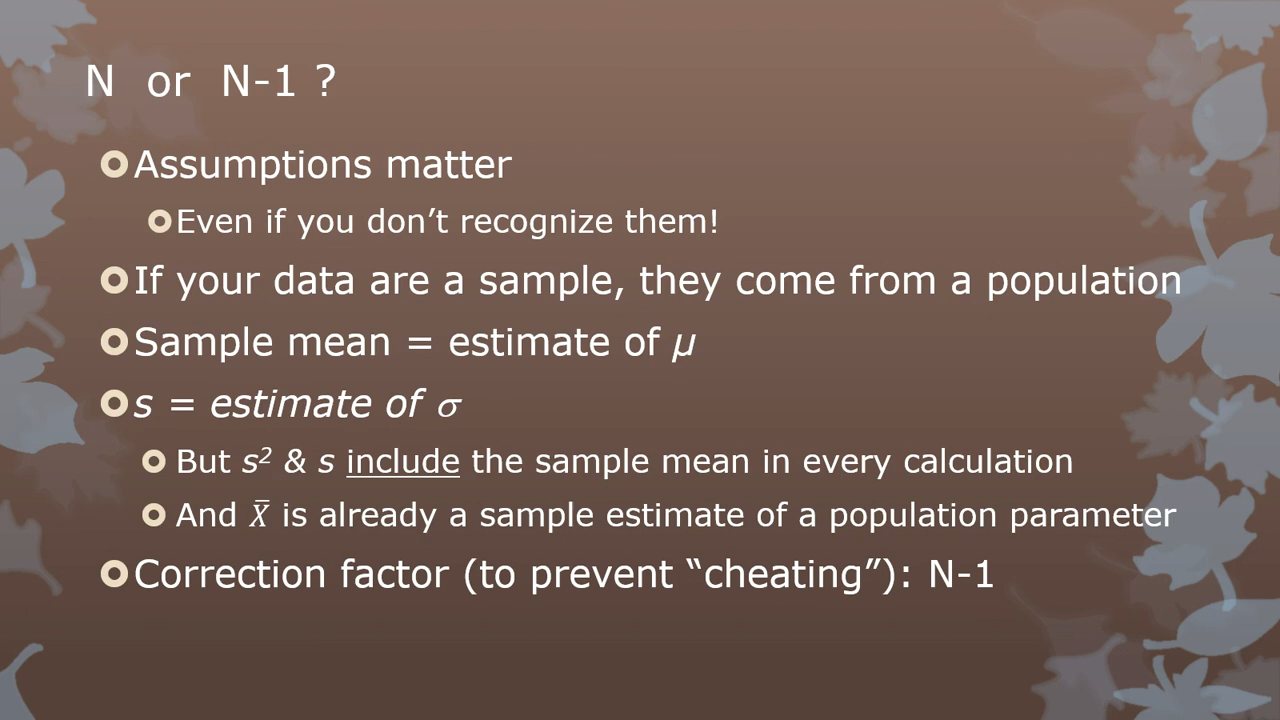 N or N-1 ?
Assumptions matter
Even if you don’t recognize them!
If your data are a sample, they come from a population
Sample mean = estimate of μ
s = estimate of σ
But s² & s include the sample mean in every calculation
And X̄ is already a sample estimate of a population parameter
Correction factor (to prevent “cheating”): N-1